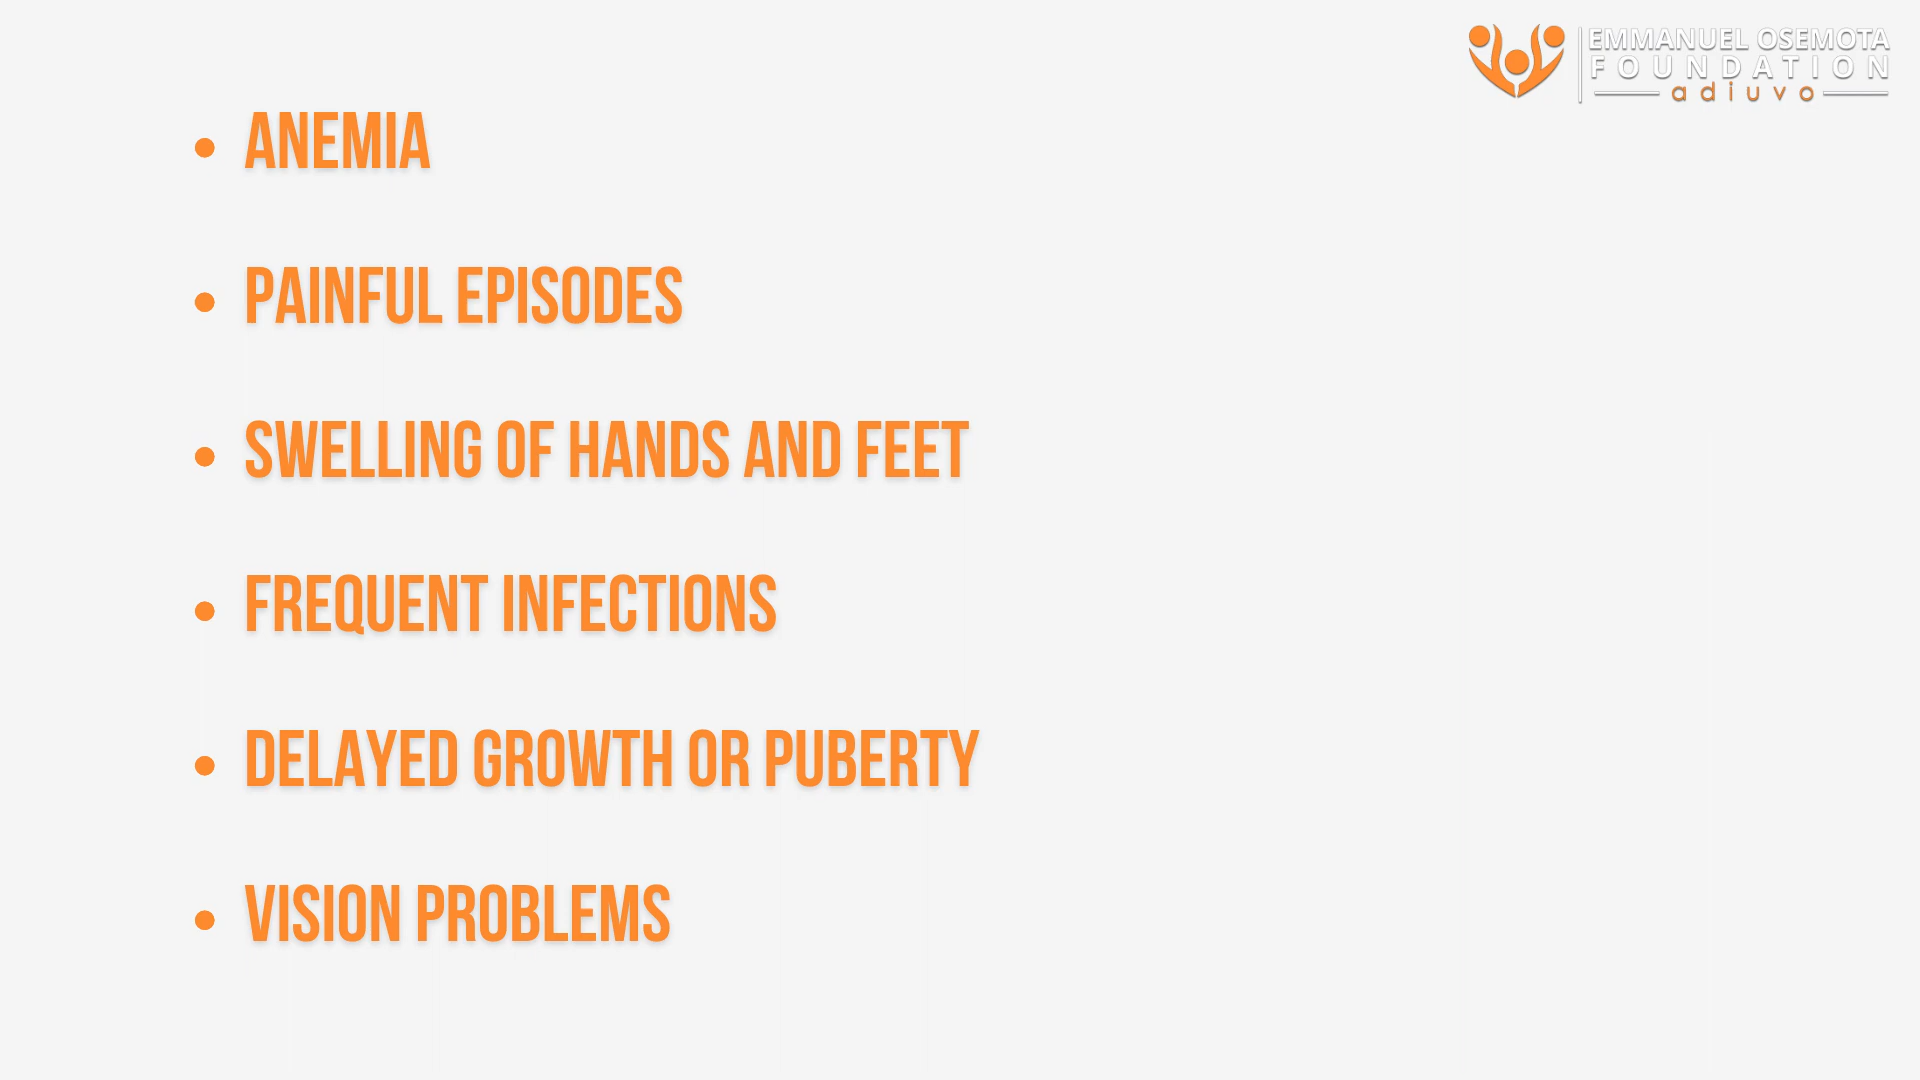 EMMANUEL OSEMOTA
FOUNDATION
adiuvo
• ANEMIA
• PAINFUL EPISODES
• SWELLING OF HANDS AND FEET
• FREQUENT INFECTIONS
• DELAYED GROWTH OR PUBERTY
• VISION PROBLEMS